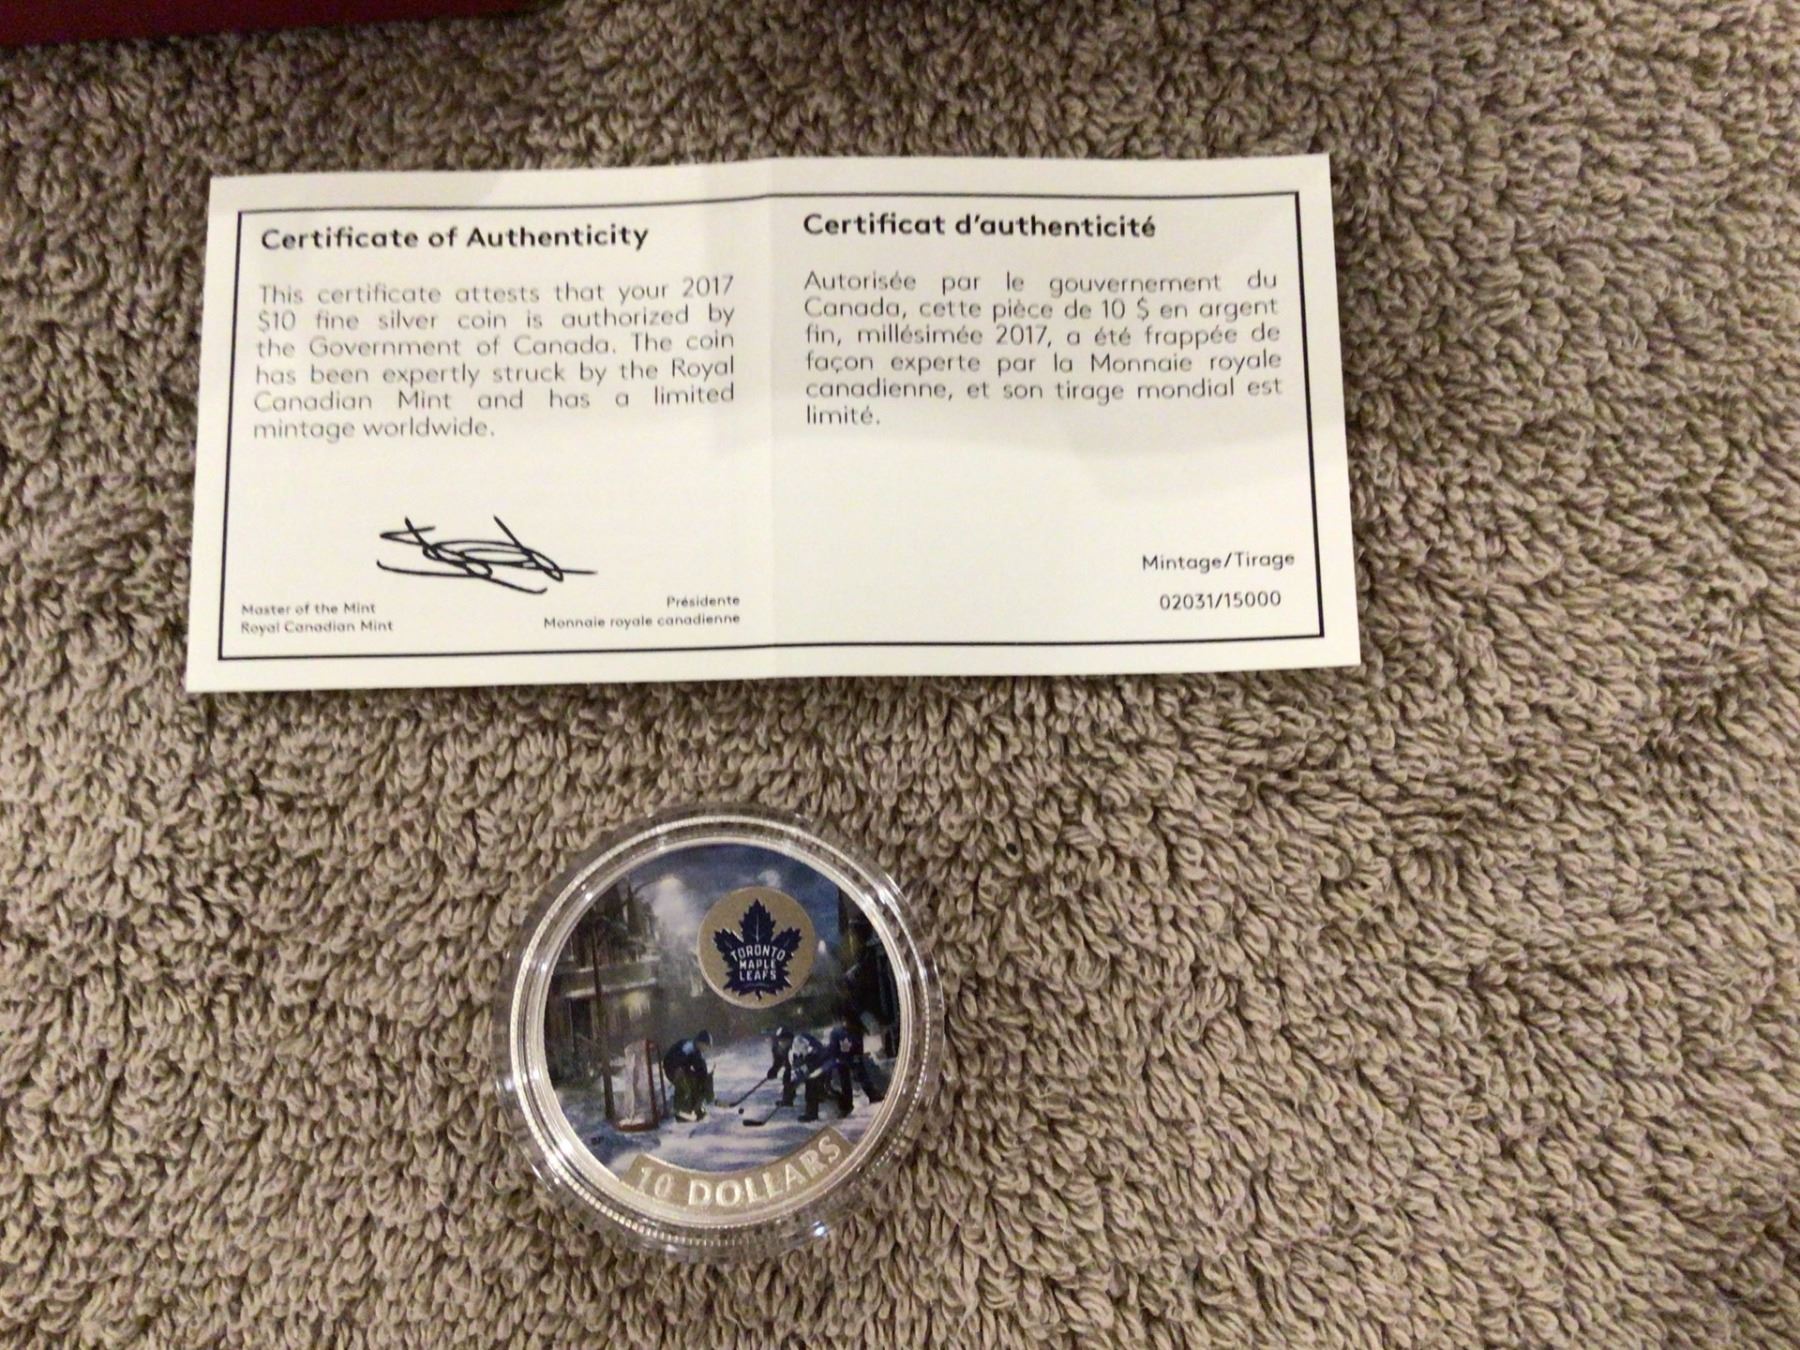 Certificate of Authenticity
This certificate attests that your 2017
$10 fine silver coin is authorized by
the Government of Canada. The coin
has been expertly struck by the Royal
Canadian Mint and has a limited
mintage worldwide.
Master of the Mint
Royal Canadian Mint
Présidente
Monnaie royale canadienne
Certificat d'authenticité
Autorisée par le gouvernement du
Canada, cette pièce de 10 $ en argent
fin, millésimée 2017, a été frappée de
façon experte par la Monnaie royale
canadienne, et son tirage mondial est
limité.
Mintage/Tirage
02031/15000
TORONTO
MAPLE
LEAFS
10 DOLLARS